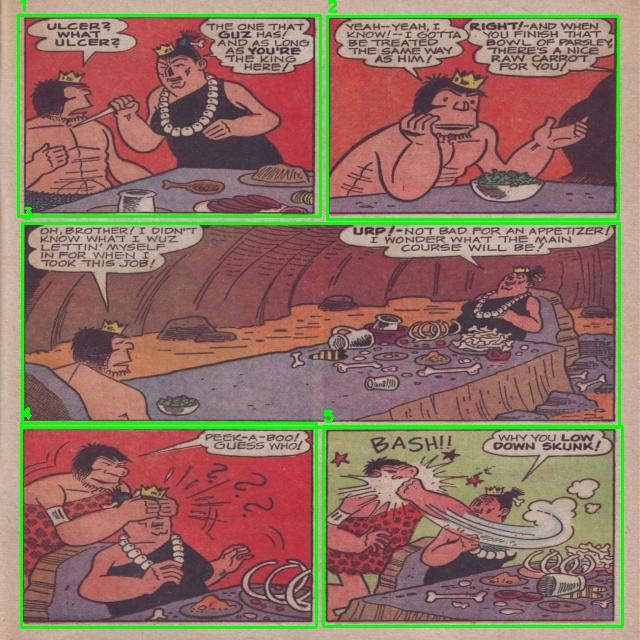 1
ULCER?
WHAT
ULCER?
THE ONE THAT
GUZ HAS!
AND AS LONG
AS YOU'RE
THE KING
HERE!
2
YEAH--YEAH, I
KNOW!--I GOTTA
BE TREATED
THE SAME WAY
AS HIM!
RIGHT!-AND WHEN
YOU FINISH THAT
BOWL OF PARSLEY,
THERE'S A NICE
RAW CARROT
FOR YOU!
3
OH, BROTHER! I DIDN'T
KNOW WHAT I WUZ
LETTIN' MYSELF
IN FOR WHEN I
TOOK THIS JOB!
URP!-NOT BAD FOR AN APPETIZER!
I WONDER WHAT THE MAIN
COURSE WILL BE!
4
PEEK-A-BOO!
GUESS WHO!
???
5
BASH!!
WHY YOU LOW
DOWN SKUNK!